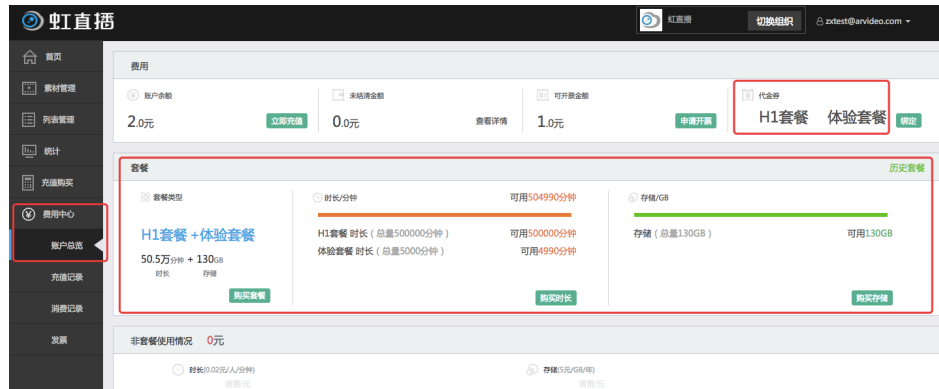 虹直播
虹直播 切换组织 zxtest@arvideo.com
首页
素材管理
列表管理
统计
充值购买
费用中心
账户总览
充值记录
消费记录
发票
费用
账户余额 未结清金额 可开票金额 代金券
2.0元 立即充值 0.0元 查看详情 1.0元 申请开票 H1套餐 体验套餐 绑定
套餐 历史套餐
套餐类型 时长/分钟 可用504990分钟 存储/GB
H1套餐 +体验套餐 H1套餐 时长（总量500000分钟） 可用500000分钟 存储（总量130GB） 可用130GB
体验套餐 时长（总量5000分钟） 可用4990分钟
50.5万分钟 + 130GB
时长 存储
购买套餐 购买时长 购买存储
非套餐使用情况 0元
时长(0.02元/人/分钟) 存储(5元/GB/年)
消费/元 消费/元